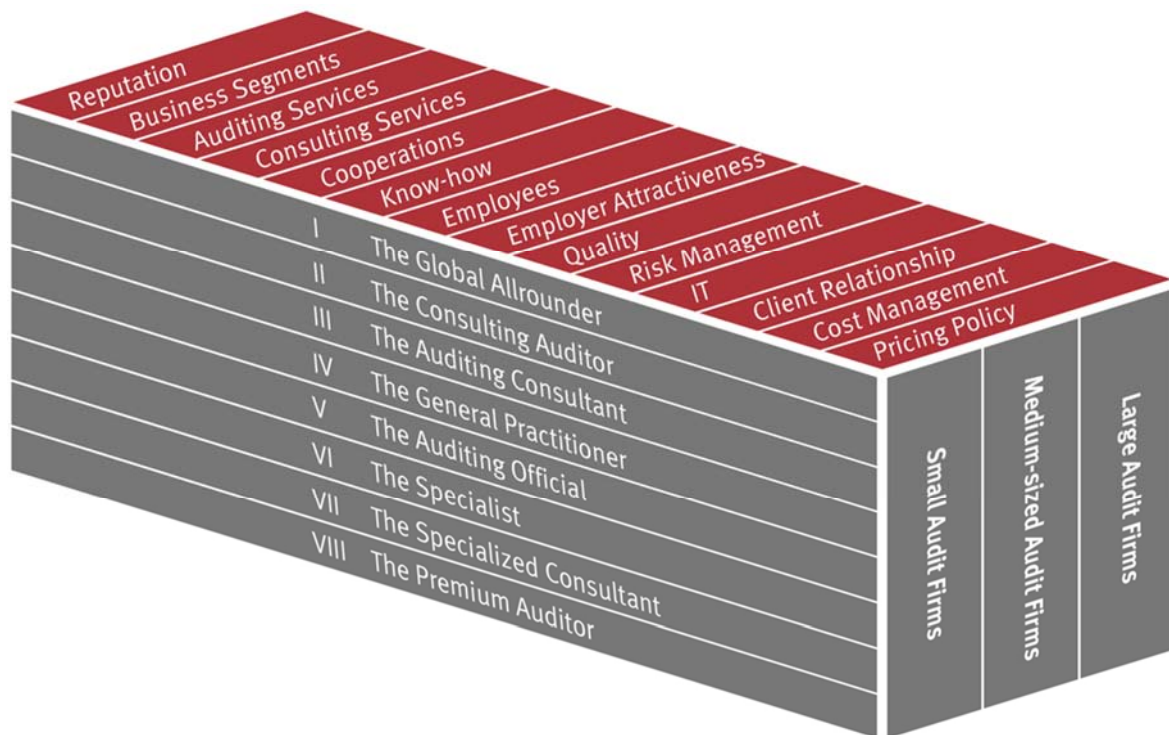 Reputation
Business Segments
Auditing Services
Consulting Services
Cooperations
Know-how
Employees
Employer Attractiveness
Quality
Risk Management
IT
Client Relationship
Cost Management
Pricing Policy
I The Global Allrounder
II The Consulting Auditor
III The Auditing Consultant
IV The General Practitioner
V The Auditing Official
VI The Specialist
VII The Specialized Consultant
VIII The Premium Auditor
Small Audit Firms
Medium-sized Audit Firms
Large Audit Firms